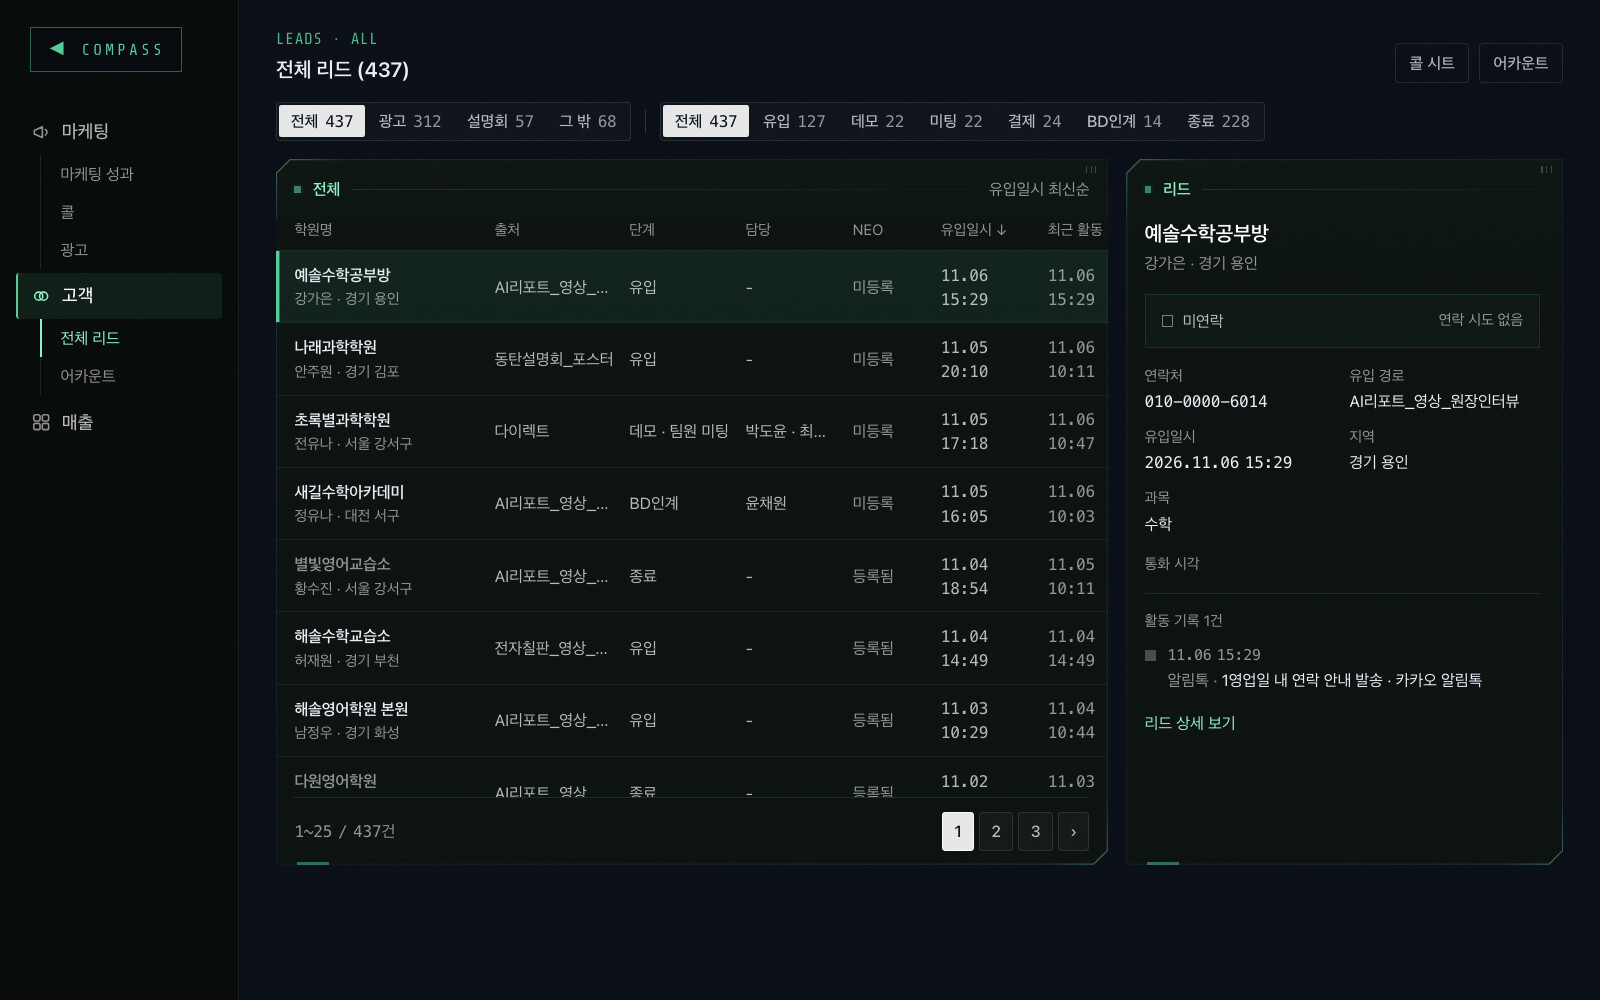 COMPASS
마케팅
마케팅 성과
콜
광고
고객
전체 리드
어카운트
매출
LEADS · ALL
전체 리드 (437)
콜 시트
어카운트
전체 437 광고 312 설명회 57 그 밖 68
전체 437 유입 127 데모 22 미팅 22 결제 24 BD인계 14 종료 228
전체
유입일시 최신순
학원명 출처 단계 담당 NEO 유입일시 ↓ 최근 활동
예솔수학공부방
강가은 · 경기 용인
AI리포트_영상_... 유입 - 미등록
11.06 15:29
11.06 15:29
나래과학학원
안주원 · 경기 김포
동탄설명회_포스터 유입 - 미등록
11.05 20:10
11.06 10:11
초록별과학학원
전유나 · 서울 강서구
다이렉트 데모 · 팀원 미팅 박도윤 · 최... 미등록
11.05 17:18
11.06 10:47
새길수학아카데미
정유나 · 대전 서구
AI리포트_영상_... BD인계 윤채원 미등록
11.05 16:05
11.06 10:03
별빛영어교습소
황수진 · 서울 강서구
AI리포트_영상_... 종료 - 등록됨
11.04 18:54
11.05 10:11
해솔수학교습소
허재원 · 경기 부천
전자칠판_영상_... 유입 - 등록됨
11.04 14:49
11.04 14:49
해솔영어학원 본원
남정우 · 경기 화성
AI리포트_영상_... 유입 - 등록됨
11.03 10:29
11.04 10:44
다원영어학원
AI리포트_영상 종료 - 등록됨
11.02
11.03
1~25 / 437건
1 2 3 ›
리드
예솔수학공부방
강가은 · 경기 용인
미연락
연락 시도 없음
연락처
010-0000-6014
유입 경로
AI리포트_영상_원장인터뷰
유입일시
2026.11.06 15:29
지역
경기 용인
과목
수학
통화 시각
활동 기록 1건
11.06 15:29
알림톡 · 1영업일 내 연락 안내 발송 · 카카오 알림톡
리드 상세 보기